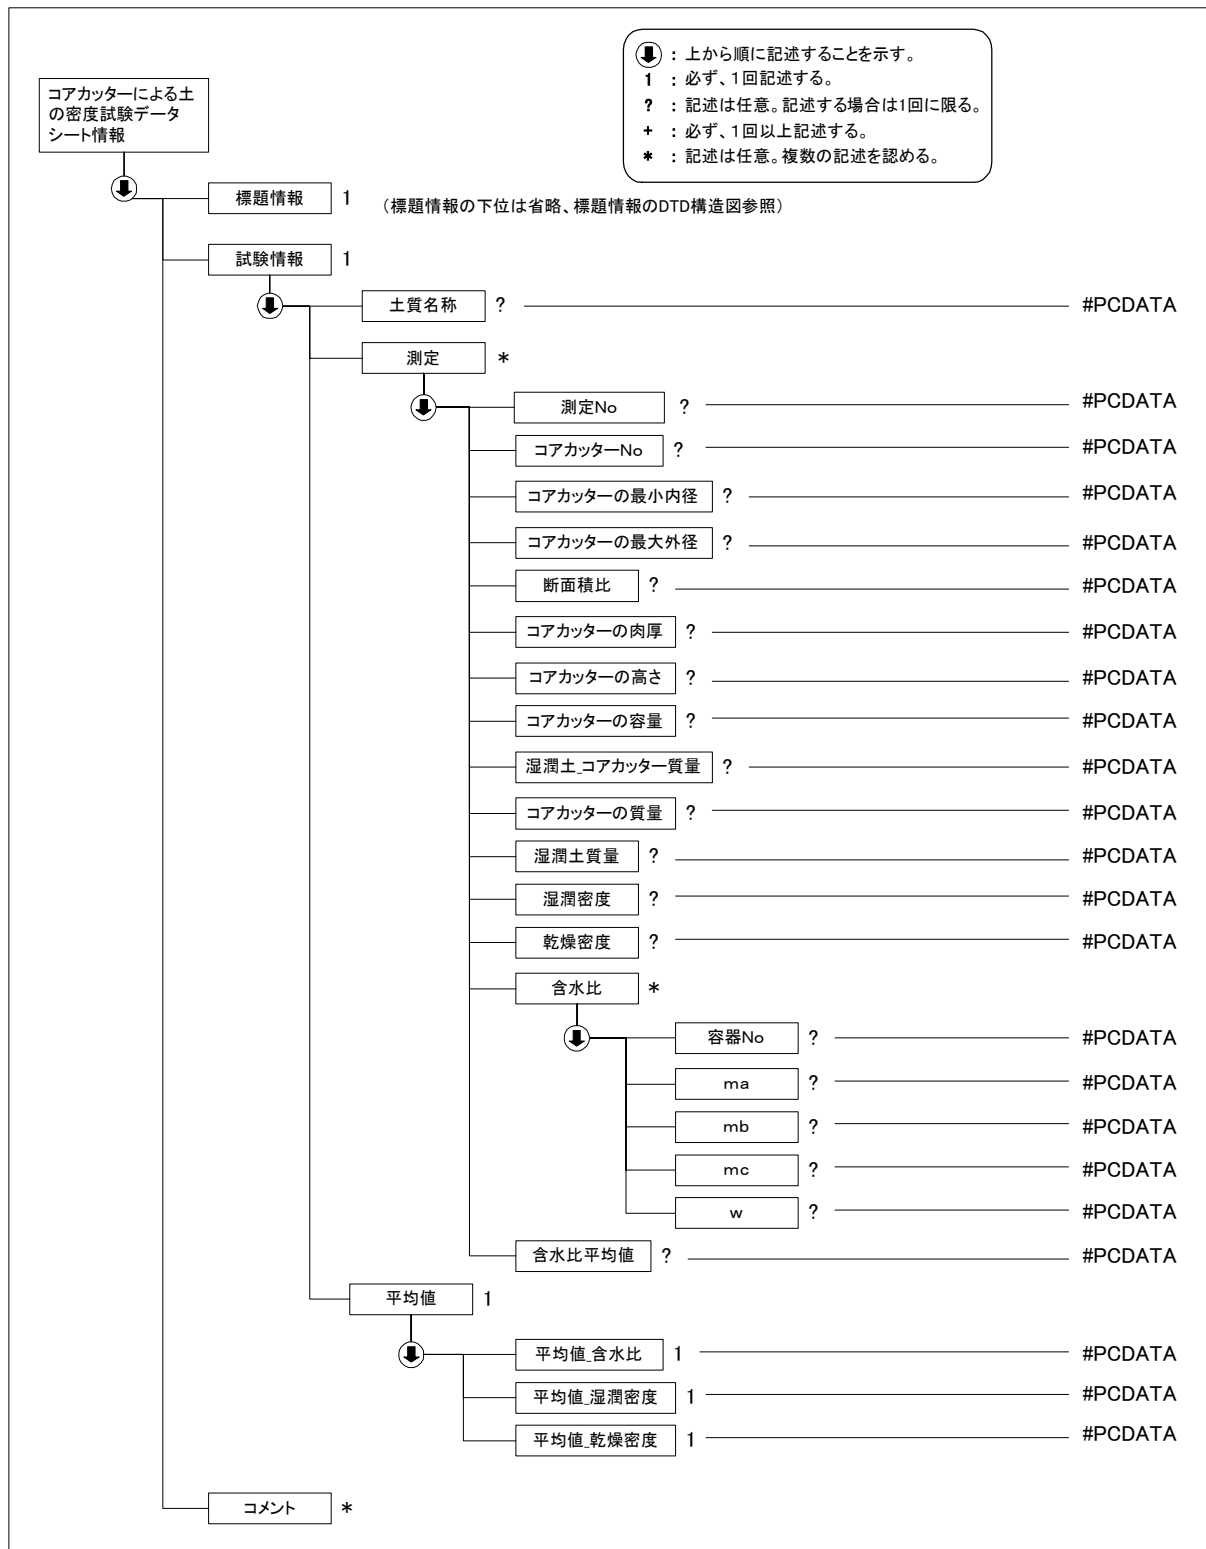 ：上から順に記述することを示す。
1 ：必ず、1回記述する。
? ：記述は任意。記述する場合は1回に限る。
+ ：必ず、1回以上記述する。
* ：記述は任意。複数の記述を認める。
コアカッターによる土
の密度試験データ
シート情報
標題情報 1 （標題情報の下位は省略、標題情報のDTD構造図参照）
試験情報 1
土質名称 ? #PCDATA
測定 *
測定No ? #PCDATA
コアカッターNo ? #PCDATA
コアカッターの最小内径 ? #PCDATA
コアカッターの最大外径 ? #PCDATA
断面積比 ? #PCDATA
コアカッターの肉厚 ? #PCDATA
コアカッターの高さ ? #PCDATA
コアカッターの容量 ? #PCDATA
湿潤土_コアカッター質量 ? #PCDATA
コアカッターの質量 ? #PCDATA
湿潤土質量 ? #PCDATA
湿潤密度 ? #PCDATA
乾燥密度 ? #PCDATA
含水比 *
容器No ? #PCDATA
ma ? #PCDATA
mb ? #PCDATA
mc ? #PCDATA
w ? #PCDATA
含水比平均値 ? #PCDATA
平均値 1
平均値_含水比 1 #PCDATA
平均値_湿潤密度 1 #PCDATA
平均値_乾燥密度 1 #PCDATA
コメント *